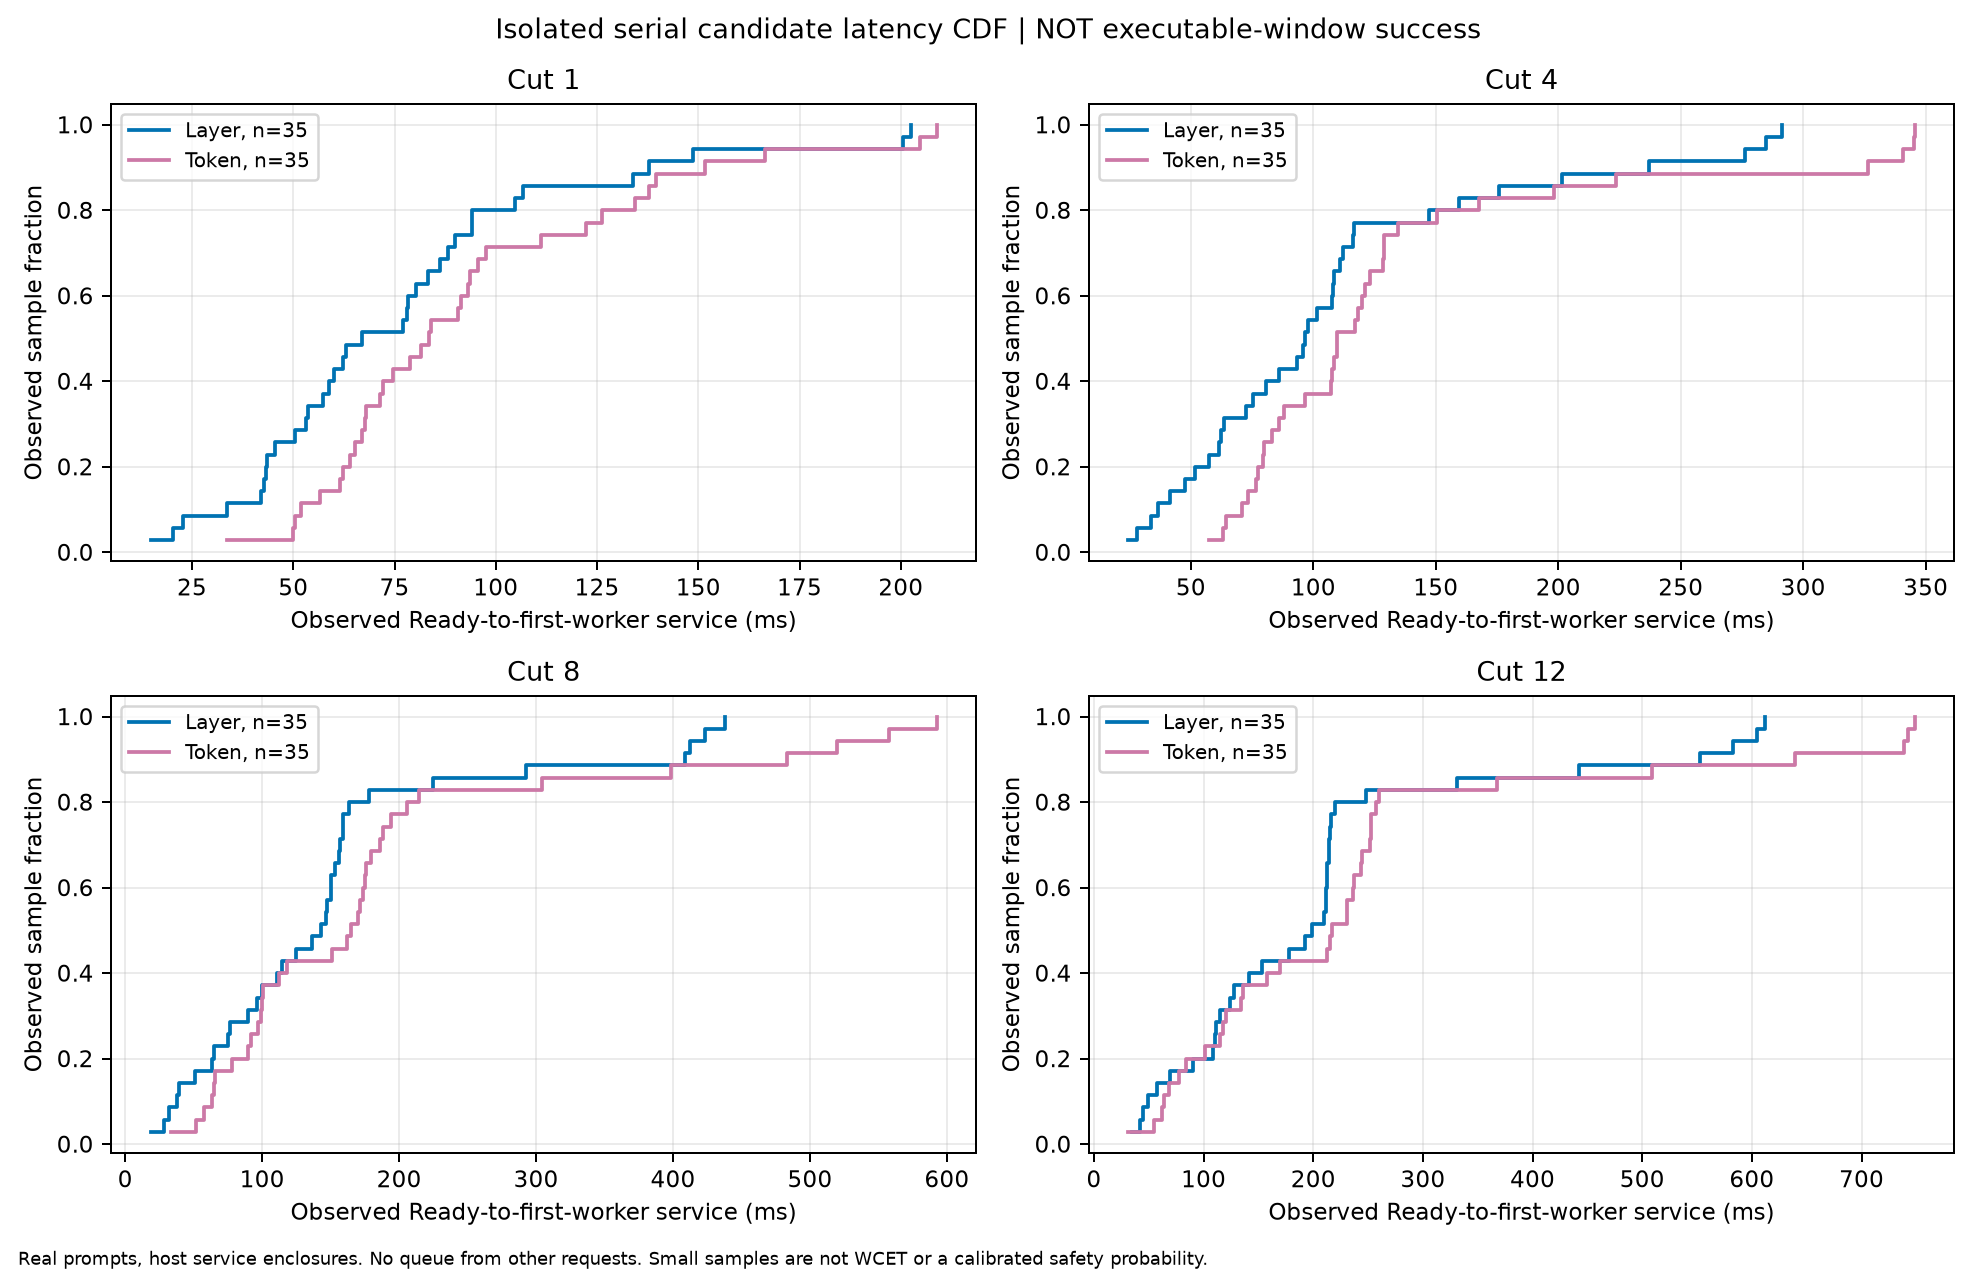 Isolated serial candidate latency CDF | NOT executable-window success
Cut 1
Layer, n=35
Token, n=35
Observed sample fraction
1.0
0.8
0.6
0.4
0.2
0.0
25 50 75 100 125 150 175 200
Observed Ready-to-first-worker service (ms)
Cut 4
Layer, n=35
Token, n=35
Observed sample fraction
1.0
0.8
0.6
0.4
0.2
0.0
50 100 150 200 250 300 350
Observed Ready-to-first-worker service (ms)
Cut 8
Layer, n=35
Token, n=35
Observed sample fraction
1.0
0.8
0.6
0.4
0.2
0.0
0 100 200 300 400 500 600
Observed Ready-to-first-worker service (ms)
Cut 12
Layer, n=35
Token, n=35
Observed sample fraction
1.0
0.8
0.6
0.4
0.2
0.0
0 100 200 300 400 500 600 700
Observed Ready-to-first-worker service (ms)
Real prompts, host service enclosures. No queue from other requests. Small samples are not WCET or a calibrated safety probability.